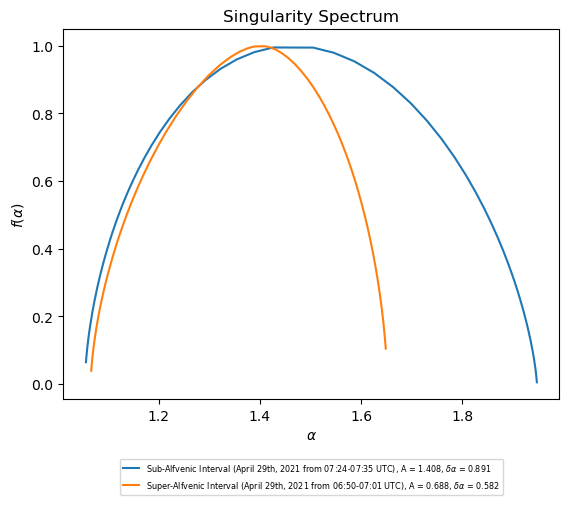 Singularity Spectrum
1.0
0.8
0.6
0.4
0.2
0.0
f(α)
1.2 1.4 1.6 1.8
α
Sub-Alfvenic Interval (April 29th, 2021 from 07:24-07:35 UTC), A = 1.408, δα = 0.891
Super-Alfvenic Interval (April 29th, 2021 from 06:50-07:01 UTC), A = 0.688, δα = 0.582